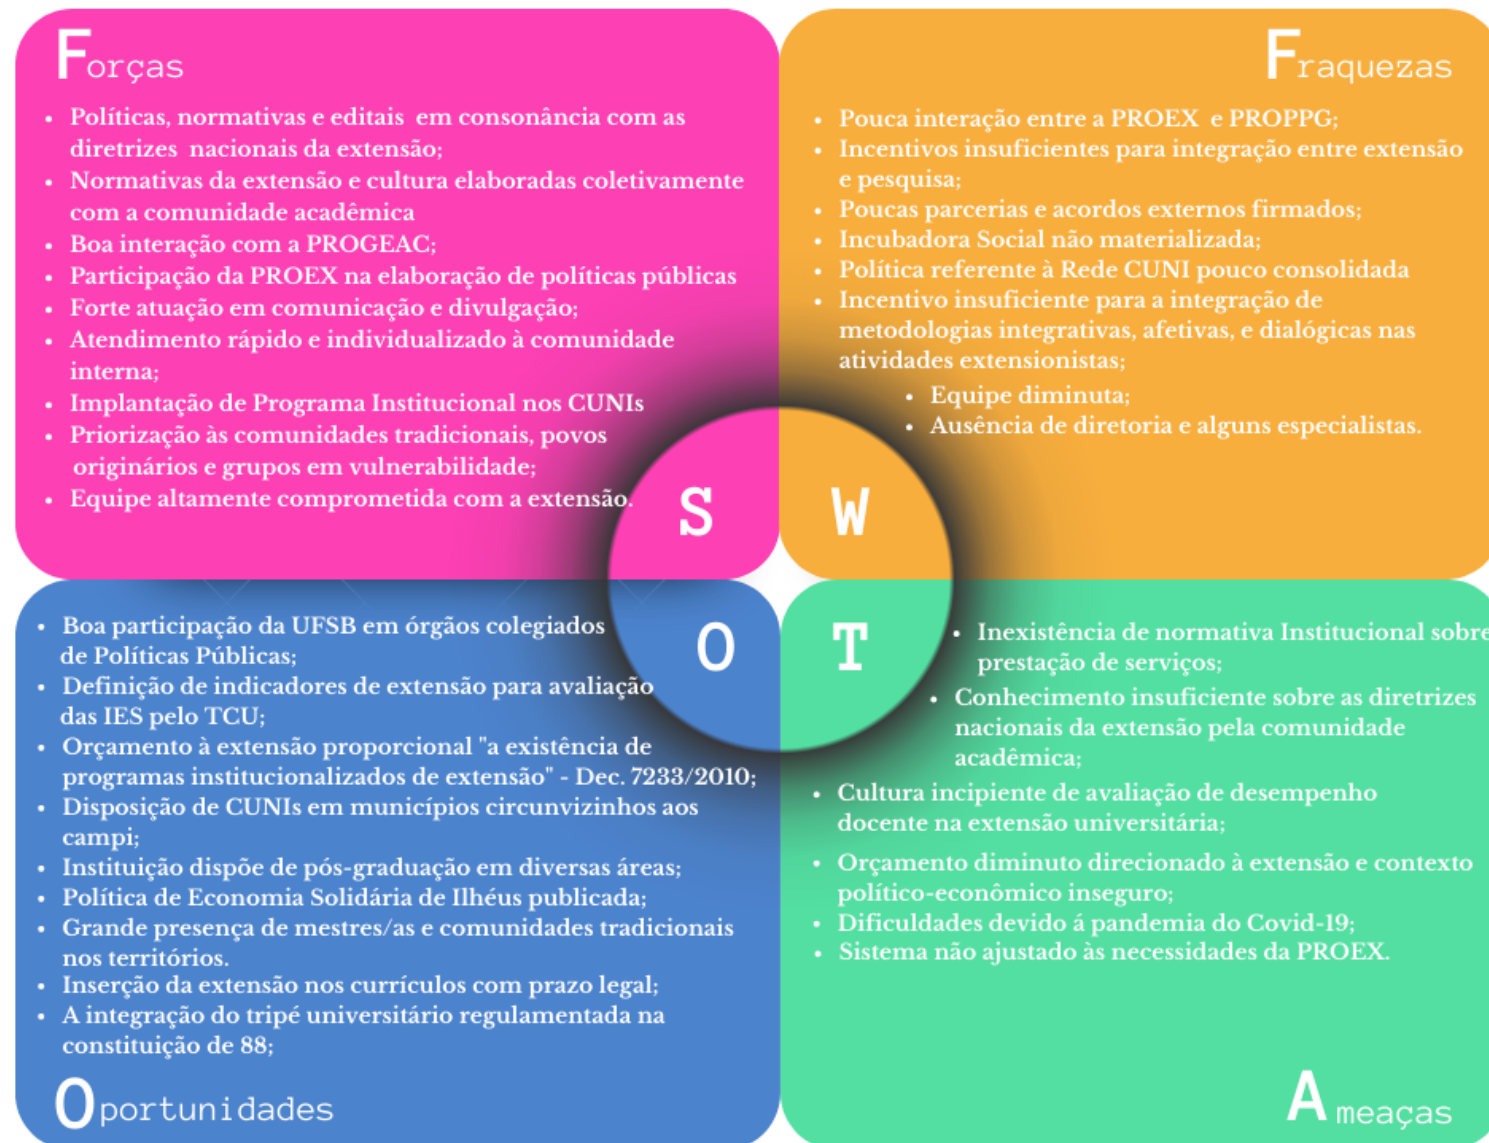 Forças
• Políticas, normativas e editais em consonância com as
diretrizes nacionais da extensão;
• Normativas da extensão e cultura elaboradas coletivamente
com a comunidade acadêmica
• Boa interação com a PROGEAC;
• Participação da PROEX na elaboração de políticas públicas
• Forte atuação em comunicação e divulgação;
• Atendimento rápido e individualizado à comunidade
interna;
• Implantação de Programa Institucional nos CUNIs
• Priorização às comunidades tradicionais, povos
originários e grupos em vulnerabilidade;
• Equipe altamente comprometida com a extensão.
Fraquezas
• Pouca interação entre a PROEX e PROPPG;
• Incentivos insuficientes para integração entre extensão
e pesquisa;
• Poucas parcerias e acordos externos firmados;
• Incubadora Social não materializada;
• Política referente à Rede CUNI pouco consolidada
• Incentivo insuficiente para a integração de
metodologias integrativas, afetivas, e dialógicas nas
atividades extensionistas;
• Equipe diminuta;
• Ausência de diretoria e alguns especialistas.
S W
O T
• Boa participação da UFSB em órgãos colegiados
de Políticas Públicas;
• Definição de indicadores de extensão para avaliação
das IES pelo TCU;
• Orçamento à extensão proporcional "a existência de
programas institucionalizados de extensão" - Dec. 7233/2010;
• Disposição de CUNIs em municípios circunvizinhos aos
campi;
• Instituição dispõe de pós-graduação em diversas áreas;
• Política de Economia Solidária de Ilhéus publicada;
• Grande presença de mestres/as e comunidades tradicionais
nos territórios.
• Inserção da extensão nos currículos com prazo legal;
• A integração do tripé universitário regulamentada na
constituição de 88;
Oportunidades
• Inexistência de normativa Institucional sobre
prestação de serviços;
• Conhecimento insuficiente sobre as diretrizes
nacionais da extensão pela comunidade
acadêmica;
• Cultura incipiente de avaliação de desempenho
docente na extensão universitária;
• Orçamento diminuto direcionado à extensão e contexto
político-econômico inseguro;
• Dificuldades devido á pandemia do Covid-19;
• Sistema não ajustado às necessidades da PROEX.
Ameaças